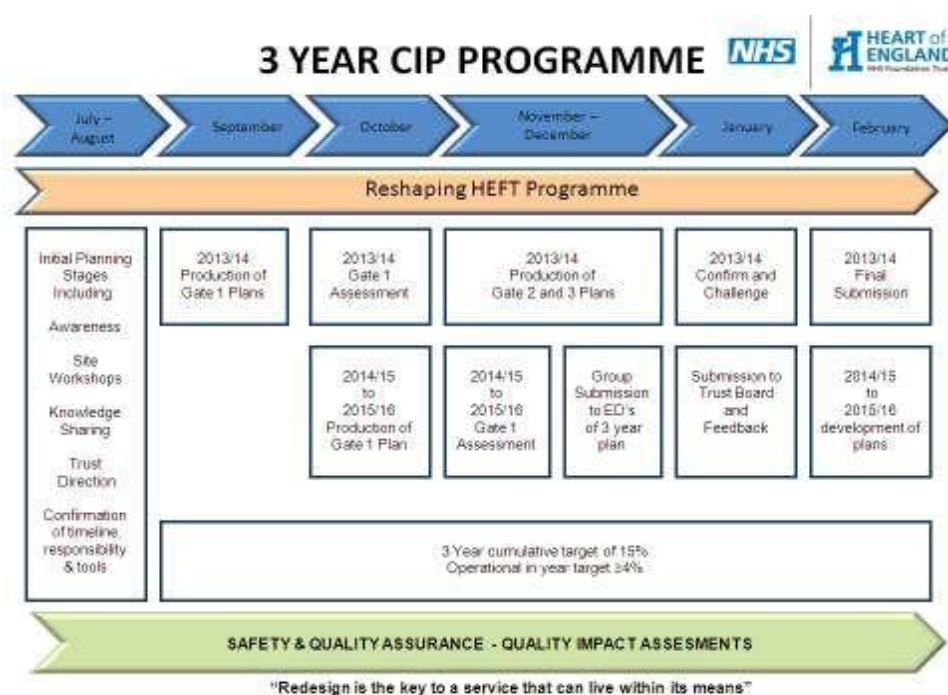 3 YEAR CIP PROGRAMME
NHS
HEART of
ENGLAND
NHS Foundation Trust
July –
August
September
October
November –
December
January
February
Reshaping HEFT Programme
Initial Planning
Stages
Including
Awareness
Site
Workshops
Knowledge
Sharing
Trust
Direction
Confirmation
of timeline,
responsibility
& tools
2013/14
Production of
Gate 1 Plans
2013/14
Gate 1
Assessment
2013/14
Production of
Gate 2 and 3 Plans
2013/14
Confirm and
Challenge
2013/14
Final
Submission
2014/15
to
2015/16
Production of
Gate 1 Plan
2014/15
to
2015/16
Gate 1
Assessment
Group
Submission
to ED's
of 3 year
plan
Submission to
Trust Board
and
Feedback
2014/15
to
2015/16
development of
plans
3 Year cumulative target of 15%
Operational in year target ≥4%
SAFETY & QUALITY ASSURANCE - QUALITY IMPACT ASSESMENTS
“Redesign is the key to a service that can live within its means”